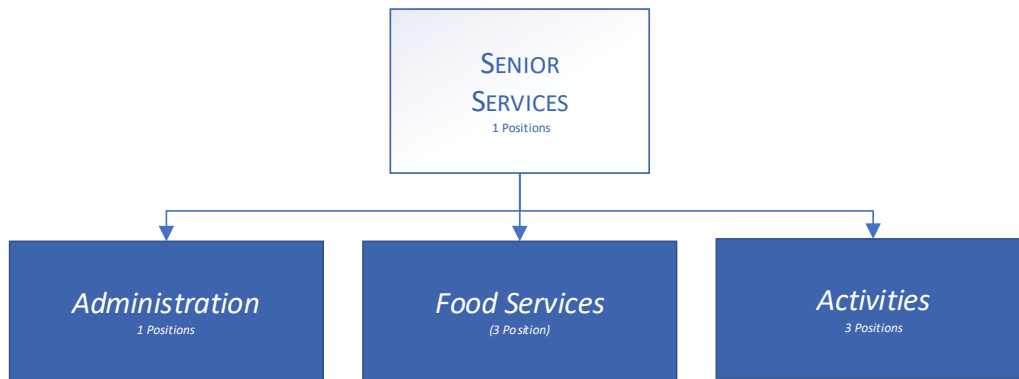 SENIOR
SERVICES
1 Positions
Administration
1 Positions
Food Services
(3 Position)
Activities
3 Positions